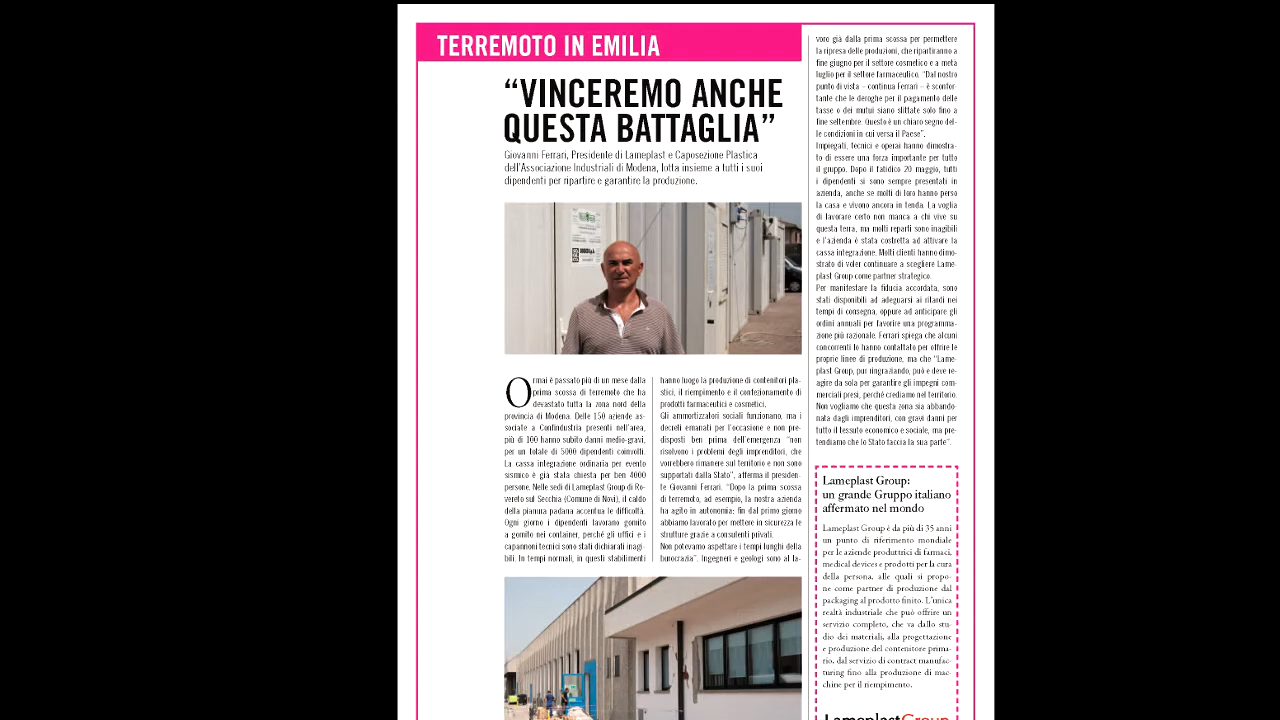 TERREMOTO IN EMILIA
“VINCEREMO ANCHE
QUESTA BATTAGLIA”
Giovanni Ferrari, Presidente di Lameplast e Caposezione Plastica
dell’Associazione Industriali di Modena, lotta insieme a tutti i suoi
dipendenti per ripartire e garantire la produzione.
Ormai è passato più di un mese dalla
prima scossa di terremoto che ha
devastato tutta la zona nord della
provincia di Modena. Delle 150 aziende as-
sociate a Confindustria presenti nell’area,
più di 100 hanno subito danni medio-gravi,
per un totale di 5000 dipendenti coinvolti.
La cassa integrazione ordinaria per evento
sismico è già stata chiesta per ben 4000
persone. Nelle sedi di Lameplast Group di Ro-
vereto sul Secchia (Comune di Novi), il caldo
della pianura padana accentua le difficoltà.
Ogni giorno i dipendenti lavorano gomito
a gomito nei container, perché gli uffici e i
capannoni tecnici sono stati dichiarati inagi-
bili. In tempi normali, in questi stabilimenti
hanno luogo la produzione di contenitori pla-
stici, il riempimento e il confezionamento di
prodotti farmaceutici e cosmetici.
Gli ammortizzatori sociali funzionano, ma i
decreti emanati per l’occasione e non pre-
disposti ben prima dell’emergenza “non
risolvono i problemi degli imprenditori, che
vorrebbero rimanere sul territorio e non sono
supportati dalla Stato”, afferma il presiden-
te Giovanni Ferrari. “Dopo la prima scossa
di terremoto, ad esempio, la nostra azienda
ha agito in autonomia: fin dal primo giorno
abbiamo lavorato per mettere in sicurezza le
strutture grazie a consulenti privati.
Non potevamo aspettare i tempi lunghi della
burocrazia”. Ingegneri e geologi sono al la-
voro già dalla prima scossa per permettere
la ripresa delle produzioni, che ripartiranno a
fine giugno per il settore cosmetico e a metà
luglio per il settore farmaceutico. “Dal nostro
punto di vista – continua Ferrari – è sconfor-
tante che le deroghe per il pagamento delle
tasse o dei mutui siano slittate solo fino a
fine settembre. Questo è un chiaro segno del-
le condizioni in cui versa il Paese”.
Impiegati, tecnici e operai hanno dimostra-
to di essere una forza importante per tutto
il gruppo. Dopo il fatidico 20 maggio, tutti
i dipendenti si sono sempre presentati in
azienda, anche se molti di loro hanno perso
la casa e vivono ancora in tenda. La voglia
di lavorare certo non manca a chi vive su
questa terra, ma molti reparti sono inagibili
e l’azienda è stata costretta ad attivare la
cassa integrazione. Molti clienti hanno dimo-
strato di voler continuare a scegliere Lame-
plast Group come partner strategico.
Per manifestare la fiducia accordata, sono
stati disponibili ad adeguarsi ai ritardi nei
tempi di consegna, oppure ad anticipare gli
ordini annuali per favorire una programma-
zione più razionale. Ferrari spiega che alcuni
concorrenti lo hanno contattato per offrire le
proprie linee di produzione, ma che “Lame-
plast Group, pur ringraziando, può e deve re-
agire da sola per garantire gli impegni com-
merciali presi, perché crediamo nel territorio.
Non vogliamo che questa zona sia abbando-
nata dagli imprenditori, con gravi danni per
tutto il tessuto economico e sociale, ma pre-
tendiamo che lo Stato faccia la sua parte”.
Lameplast Group:
un grande Gruppo italiano
affermato nel mondo
Lameplast Group è da più di 35 anni
un punto di riferimento mondiale
per le aziende produttrici di farmaci,
medical devices e prodotti per la cura
della persona, alle quali si propo-
ne come partner di produzione dal
packaging al prodotto finito. L’unica
realtà industriale che può offrire un
servizio completo, che va dallo stu-
dio dei materiali, alla progettazione
e produzione del contenitore prima-
rio, dal servizio di contract manufac-
turing fino alla produzione di mac-
chine per il riempimento.
LameplastGroup